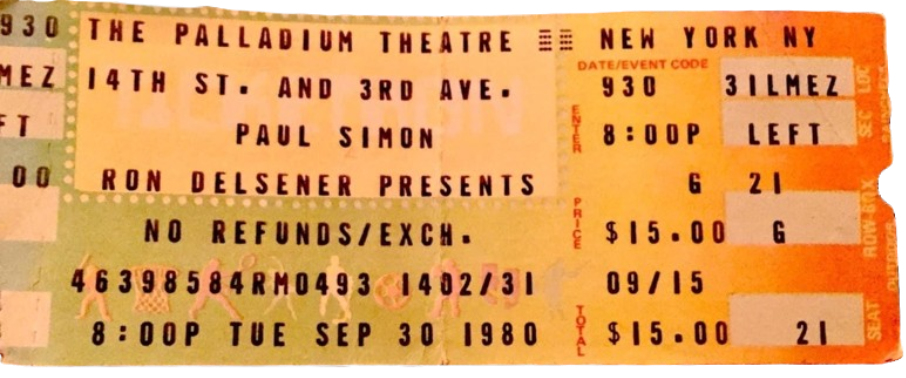 930 THE PALLADIUM THEATRE NEW YORK NY
DATE/EVENT CODE
MEZ 14TH ST. AND 3RD AVE. 930 31LMEZ LOC
FT PAUL SIMON ENTER 8:00P LEFT SEC
00 RON DELSENER PRESENTS G 21
NO REFUNDS/EXCH. PRICE $15.00 G ROW-BOX
46398584RM0493 1402/31 09/15
8:00P TUE SEP 30 1980 TOTAL $15.00 21 SEAT